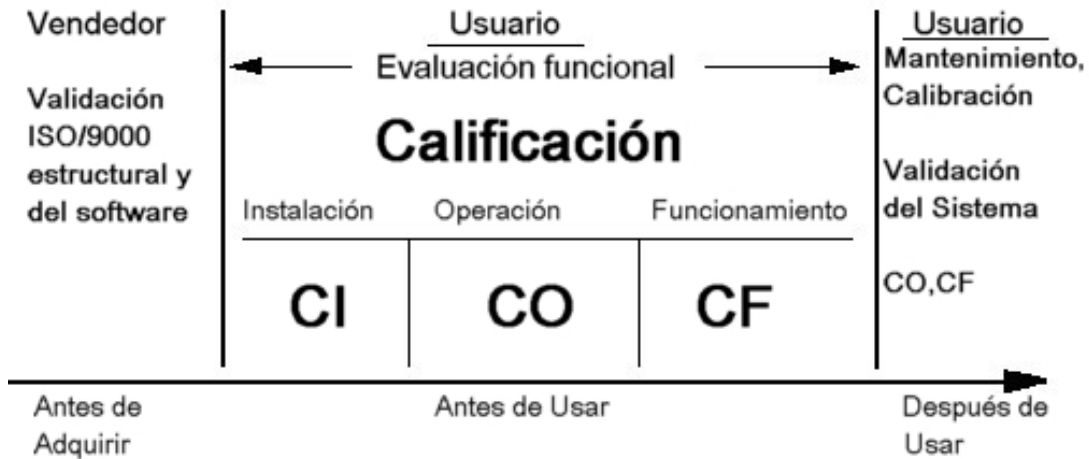 Vendedor
Validación
ISO/9000
estructural y
del software
Usuario
Evaluación funcional
Calificación
Instalación
Operación
Funcionamiento
CI
CO
CF
Usuario
Mantenimiento,
Calibración
Validación
del Sistema
CO,CF
Antes de
Adquirir
Antes de Usar
Después de
Usar